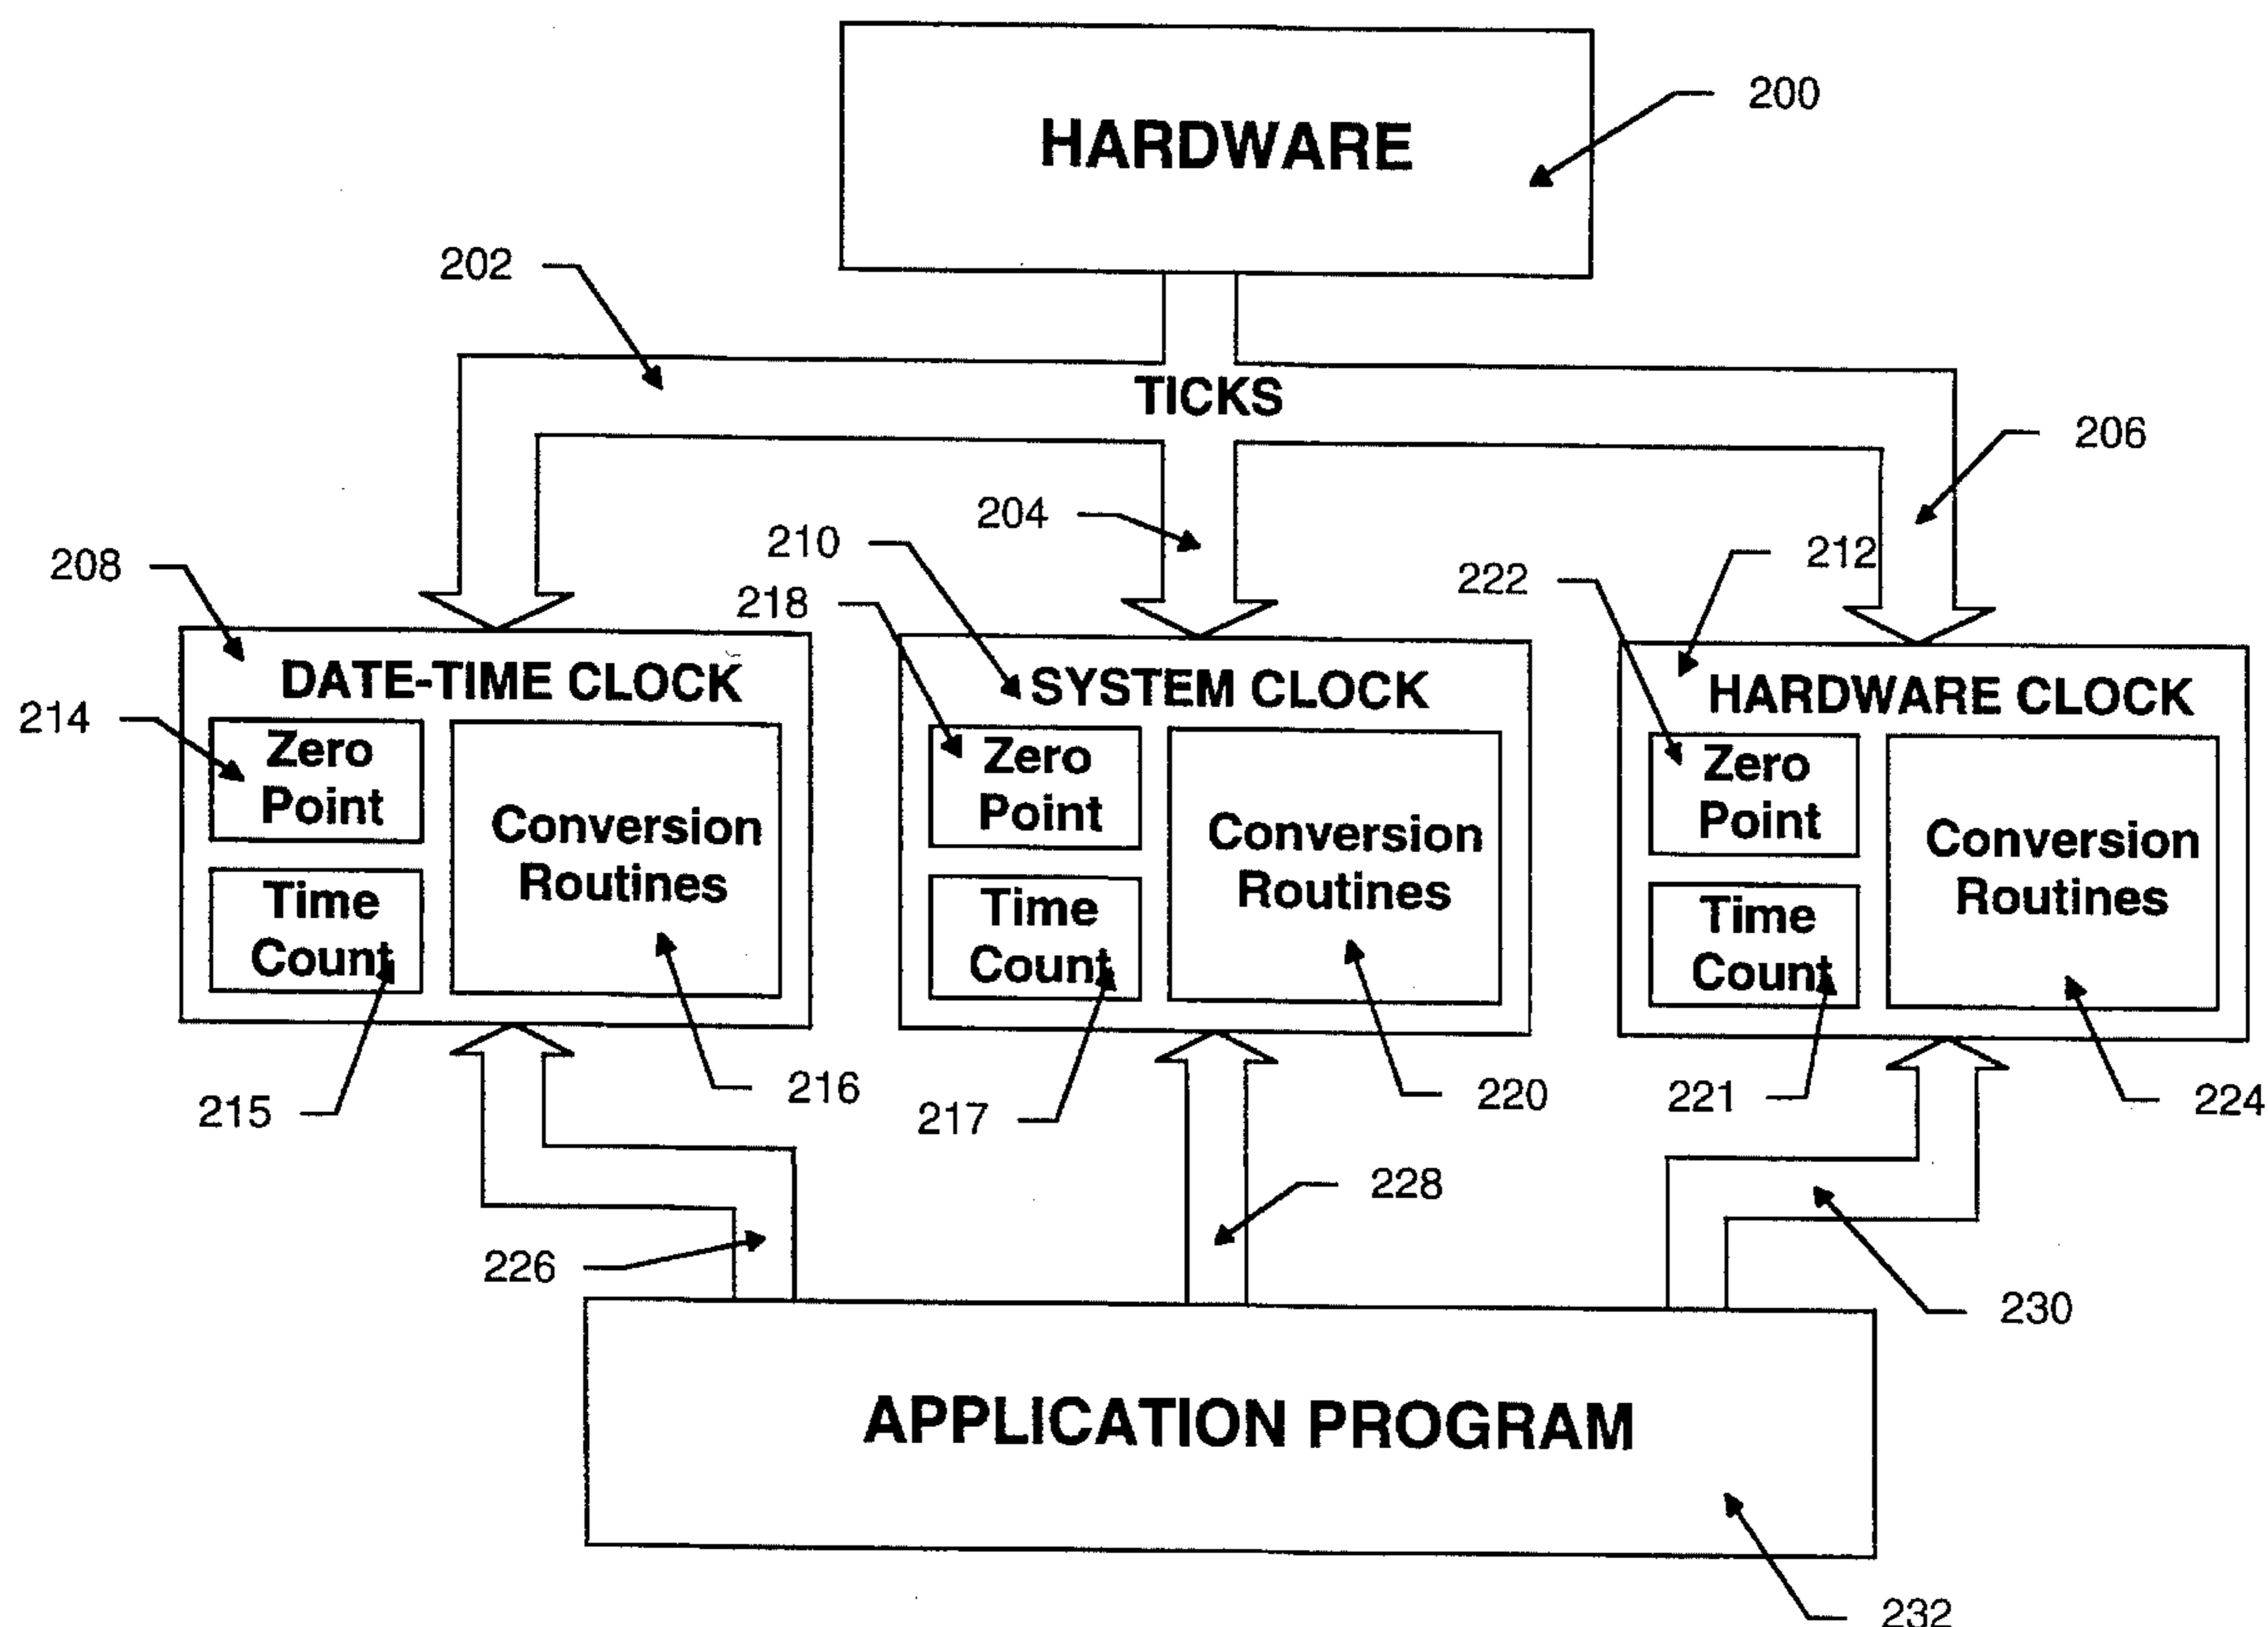 HARDWARE
200
202
TICKS
206
204
210
212
208
222
218
DATE-TIME CLOCK
214
Zero
Point
Time
Count
Conversion
Routines
SYSTEM CLOCK
Zero
Point
Time
Count
Conversion
Routines
HARDWARE CLOCK
Zero
Point
Time
Count
Conversion
Routines
215
216
217
220
221
224
226
228
230
APPLICATION PROGRAM
232